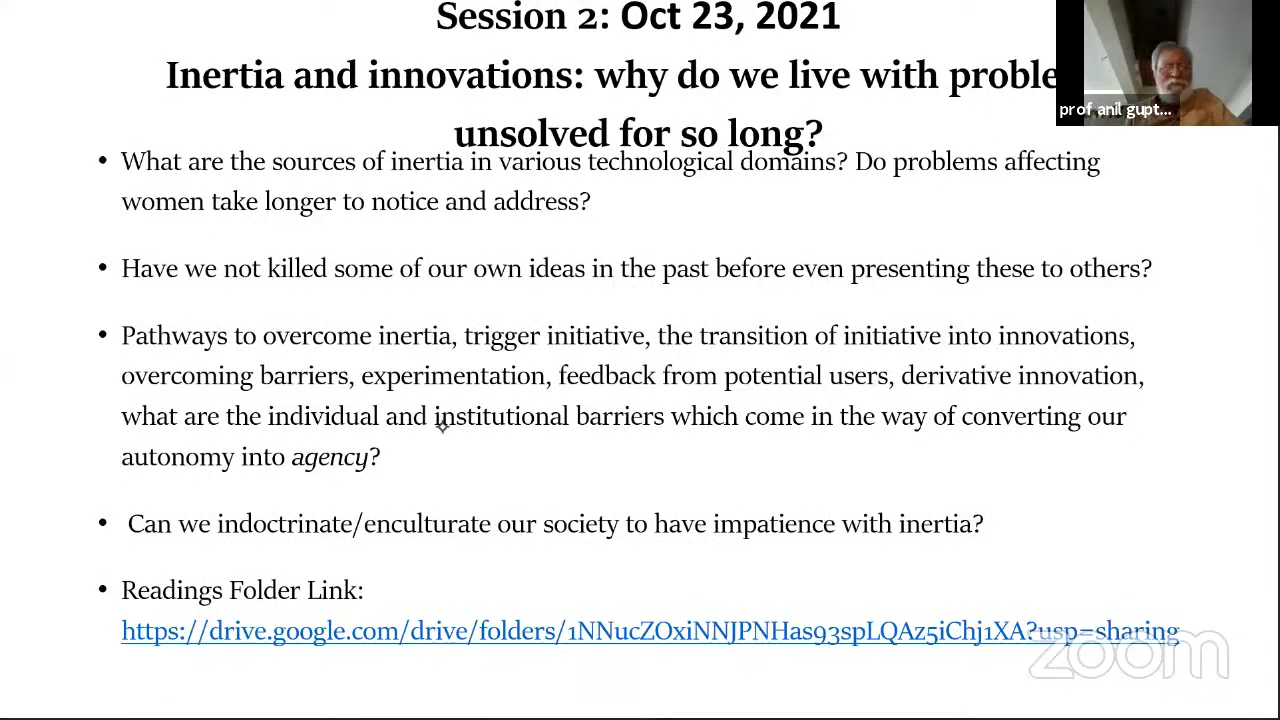 Session 2: Oct 23, 2021
Inertia and innovations: why do we live with proble
unsolved for so long?
prof anil gupt...
• What are the sources of inertia in various technological domains? Do problems affecting
women take longer to notice and address?
• Have we not killed some of our own ideas in the past before even presenting these to others?
• Pathways to overcome inertia, trigger initiative, the transition of initiative into innovations,
overcoming barriers, experimentation, feedback from potential users, derivative innovation,
what are the individual and institutional barriers which come in the way of converting our
autonomy into agency?
• Can we indoctrinate/enculturate our society to have impatience with inertia?
• Readings Folder Link:
https://drive.google.com/drive/folders/1NNucZOxiNNJPNHas93spLQAz5iChj1XA?usp=sharing
zoom